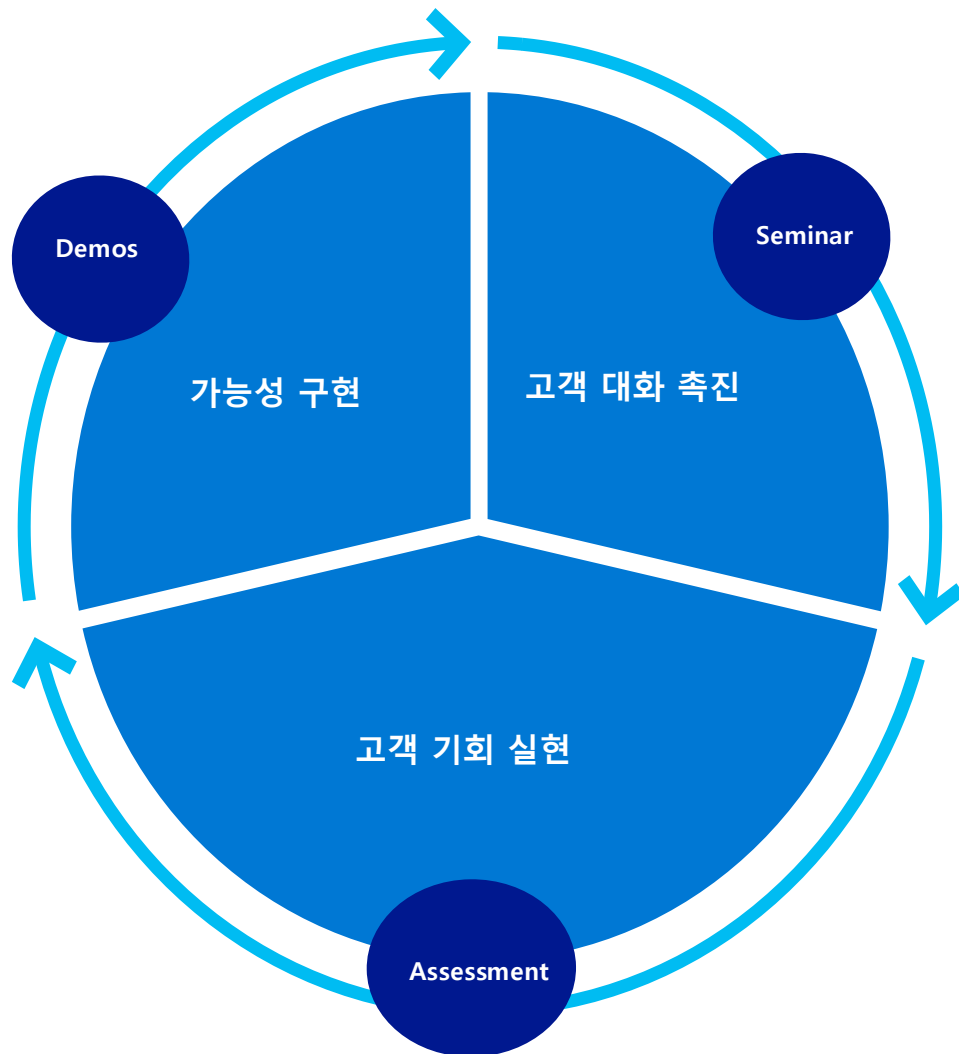 Demos
Seminar
가능성 구현
고객 대화 촉진
고객 기회 실현
Assessment